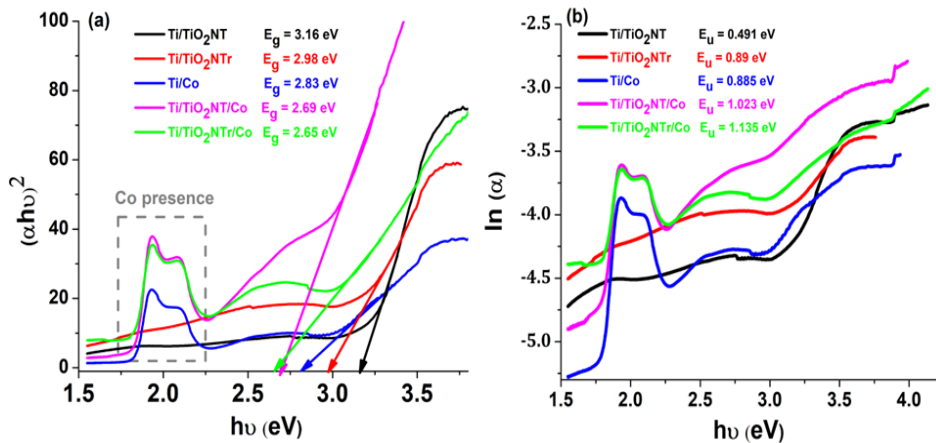 (a)
Ti/TiO2NT Eg = 3.16 eV
Ti/TiO2NTr Eg = 2.98 eV
Ti/Co Eg = 2.83 eV
Ti/TiO2NT/Co Eg = 2.69 eV
Ti/TiO2NTr/Co Eg = 2.65 eV
Co presence
(αhυ)2
100
80
60
40
20
0
1.5 2.0 2.5 3.0 3.5
hυ (eV)
(b)
Ti/TiO2NT Eu = 0.491 eV
Ti/TiO2NTr Eu = 0.89 eV
Ti/Co Eu = 0.885 eV
Ti/TiO2NT/Co Eu = 1.023 eV
Ti/TiO2NTr/Co Eu = 1.135 eV
ln (α)
-2.5
-3.0
-3.5
-4.0
-4.5
-5.0
1.5 2.0 2.5 3.0 3.5 4.0
hυ (eV)